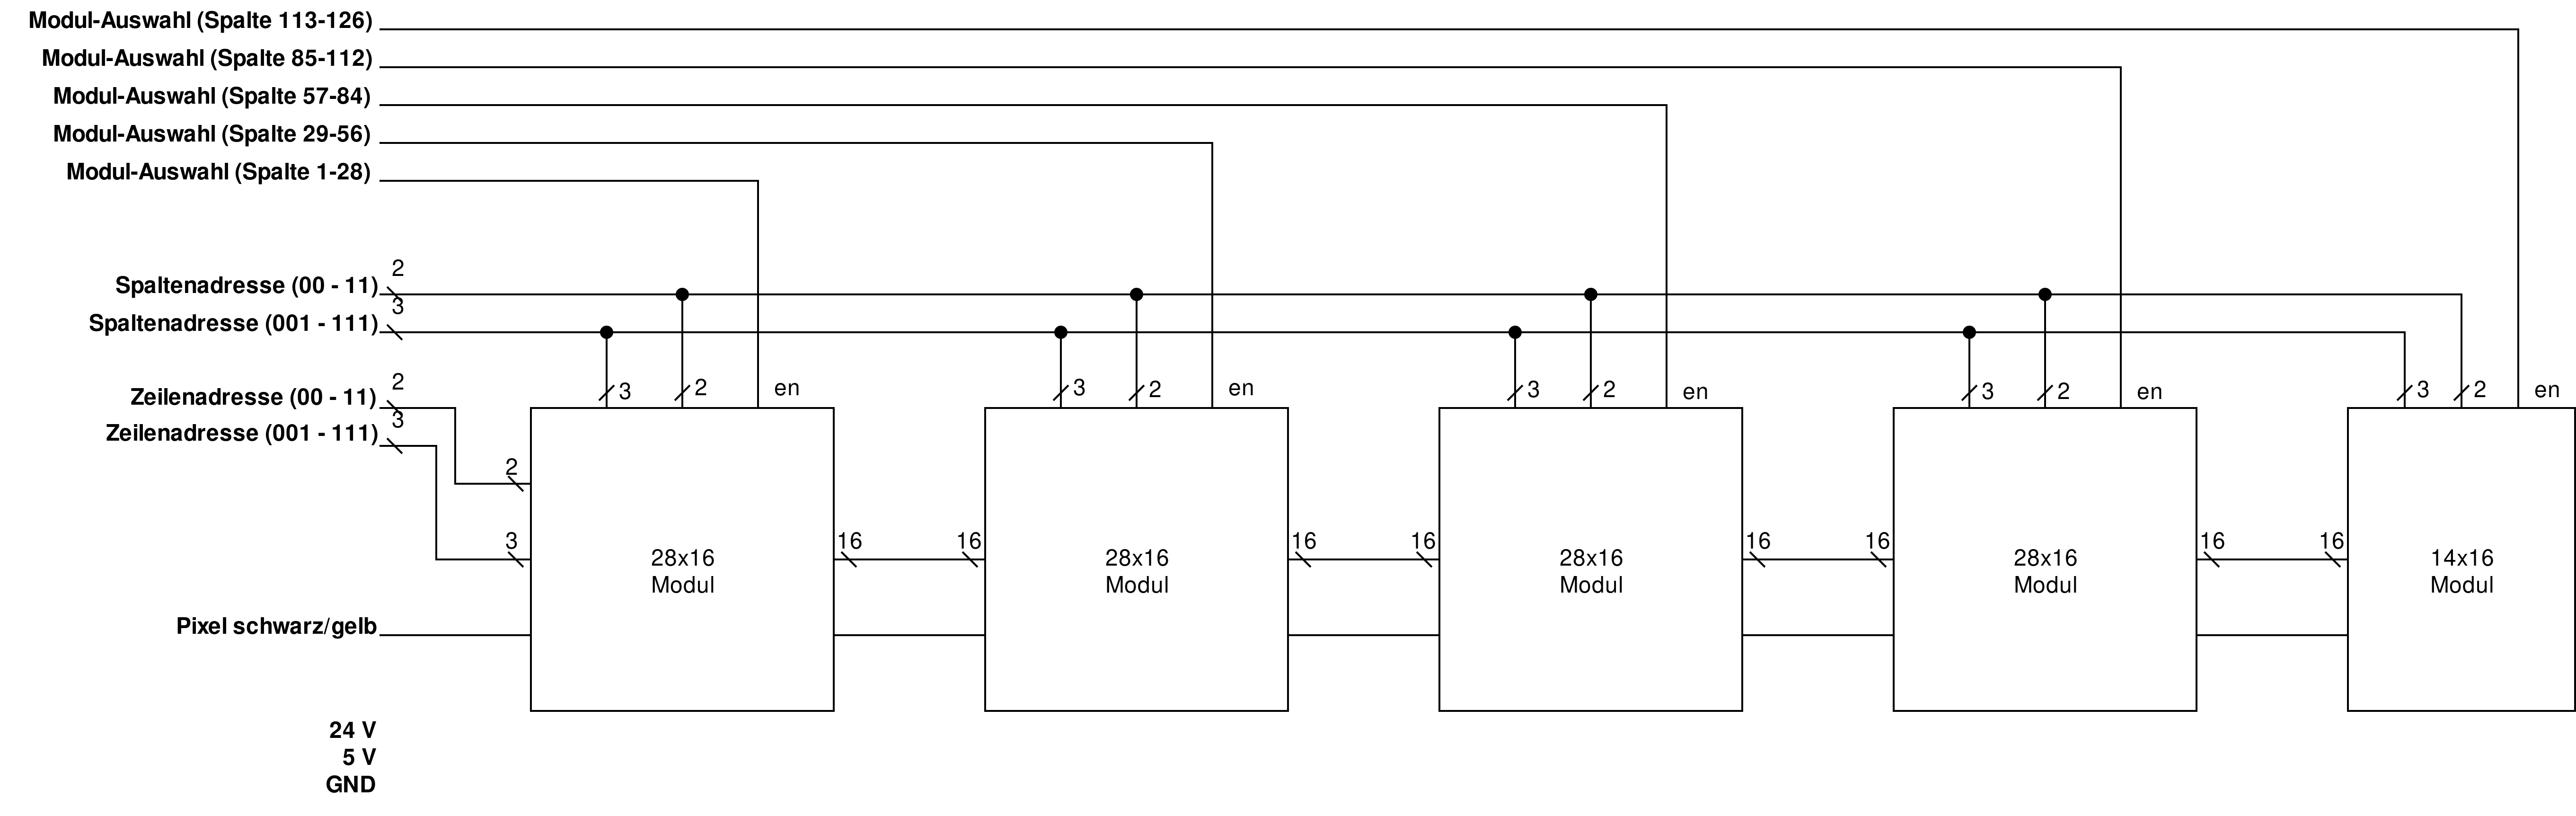 Modul-Auswahl (Spalte 113-126)
Modul-Auswahl (Spalte 85-112)
Modul-Auswahl (Spalte 57-84)
Modul-Auswahl (Spalte 29-56)
Modul-Auswahl (Spalte 1-28)
2
Spaltenadresse (00 - 11)
3
Spaltenadresse (001 - 111)
2
Zeilenadresse (00 - 11)
3
Zeilenadresse (001 - 111)
3 2 en 3 2 en 3 2 en 3 2 en 3 2 en
2
3 16 16 16 16 16 16 16 16
28x16 28x16 28x16 28x16 14x16
Modul Modul Modul Modul Modul
Pixel schwarz/gelb
24 V
5 V
GND